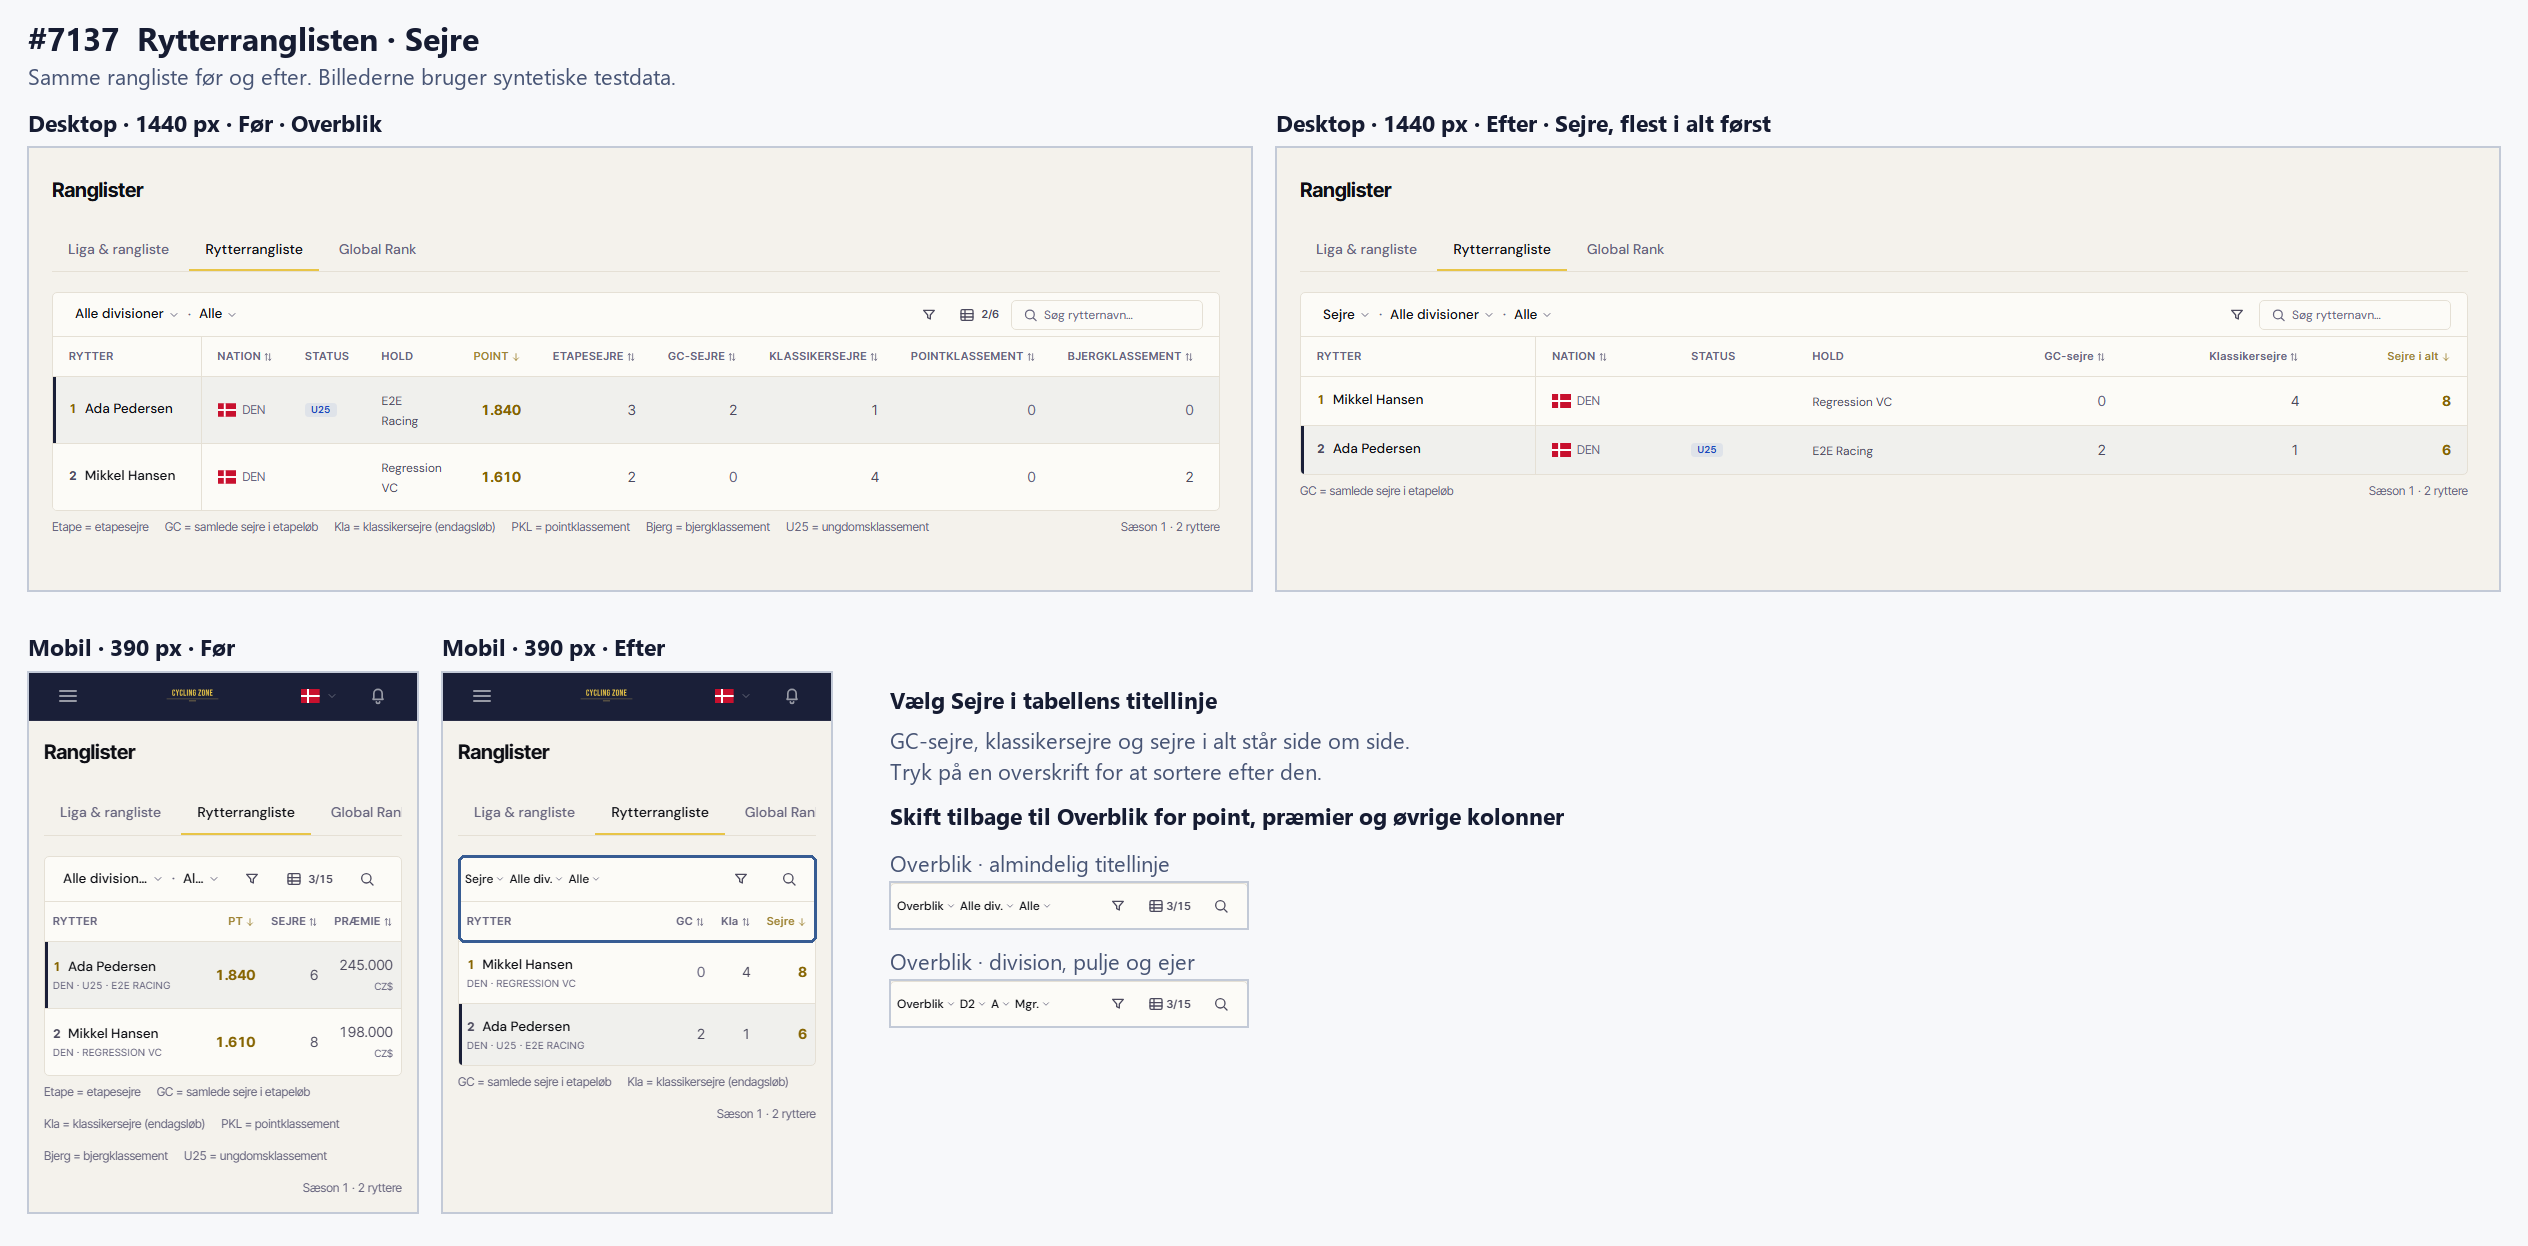 #7137 Rytterranglisten · Sejre
Samme rangliste før og efter. Billederne bruger syntetiske testdata.
Desktop · 1440 px · Før · Overblik
Ranglister
Liga & rangliste Rytterrangliste Global Rank
Alle divisioner · Alle 2/6 Søg rytternavn...
RYTTER NATION STATUS HOLD POINT ETAPESEJRE GC-SEJRE KLASSIKERSEJRE POINTKLASSEMENT BJERGKLASSEMENT
1 Ada Pedersen DEN U25 E2E Racing 1.840 3 2 1 0 0
2 Mikkel Hansen DEN Regression VC 1.610 2 0 4 0 2
Etape = etapesejre GC = samlede sejre i etapeløb Kla = klassikersejre (endagsløb) PKL = pointklassement Bjerg = bjergklassement U25 = ungdomsklassement Sæson 1 · 2 ryttere
Desktop · 1440 px · Efter · Sejre, flest i alt først
Ranglister
Liga & rangliste Rytterrangliste Global Rank
Sejre · Alle divisioner · Alle Søg rytternavn...
RYTTER NATION STATUS HOLD GC-sejre Klassikersejre Sejre i alt
1 Mikkel Hansen DEN Regression VC 0 4 8
2 Ada Pedersen DEN U25 E2E Racing 2 1 6
GC = samlede sejre i etapeløb Sæson 1 · 2 ryttere
Mobil · 390 px · Før
CYCLING ZONE
Ranglister
Liga & rangliste Rytterrangliste Global Ran
Alle division... · Al... 3/15
RYTTER PT SEJRE PRÆMIE
1 Ada Pedersen 1.840 6 245.000
DEN · U25 · E2E RACING CZ$
2 Mikkel Hansen 1.610 8 198.000
DEN · REGRESSION VC CZ$
Etape = etapesejre GC = samlede sejre i etapeløb
Kla = klassikersejre (endagsløb) PKL = pointklassement
Bjerg = bjergklassement U25 = ungdomsklassement
Sæson 1 · 2 ryttere
Mobil · 390 px · Efter
CYCLING ZONE
Ranglister
Liga & rangliste Rytterrangliste Global Ran
Sejre Alle div. Alle
RYTTER GC Kla Sejre
1 Mikkel Hansen 0 4 8
DEN · REGRESSION VC
2 Ada Pedersen 2 1 6
DEN · U25 · E2E RACING
GC = samlede sejre i etapeløb Kla = klassikersejre (endagsløb)
Sæson 1 · 2 ryttere
Vælg Sejre i tabellens titellinje
GC-sejre, klassikersejre og sejre i alt står side om side.
Tryk på en overskrift for at sortere efter den.
Skift tilbage til Overblik for point, præmier og øvrige kolonner
Overblik · almindelig titellinje
Overblik Alle div. Alle 3/15
Overblik · division, pulje og ejer
Overblik D2 A Mgr. 3/15